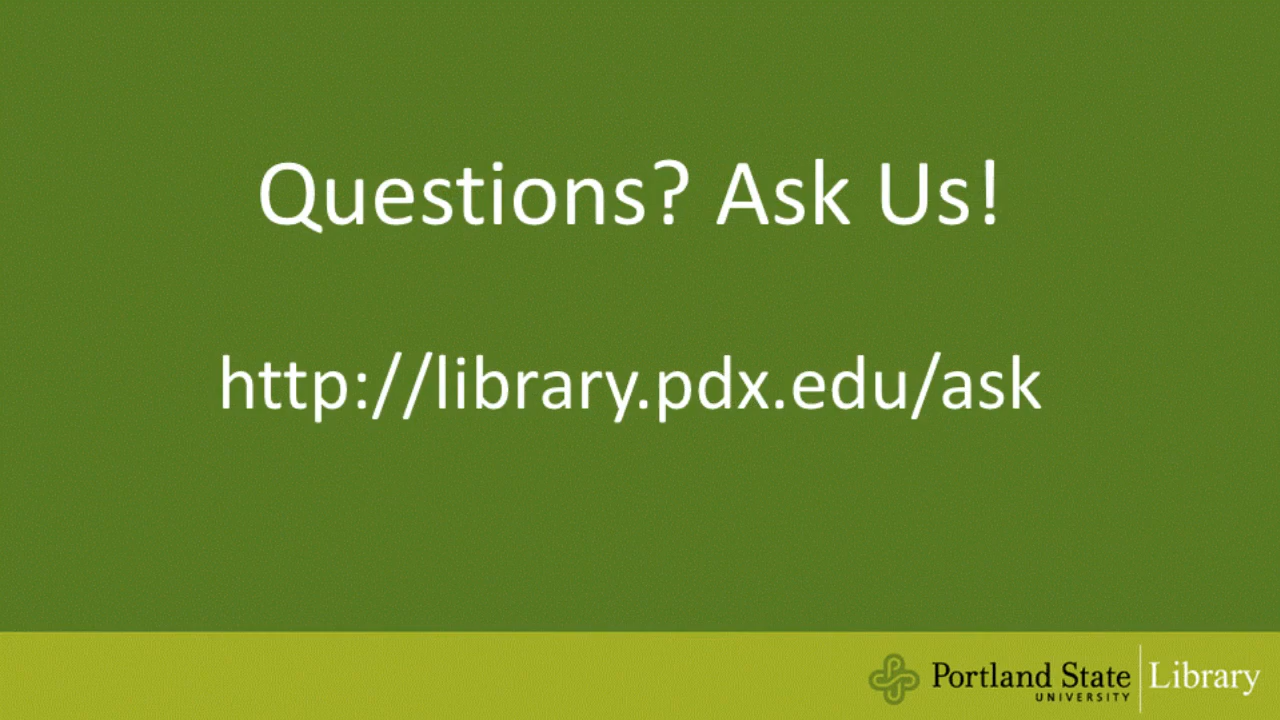 Questions? Ask Us!
http://library.pdx.edu/ask
Portland State Library
UNIVERSITY